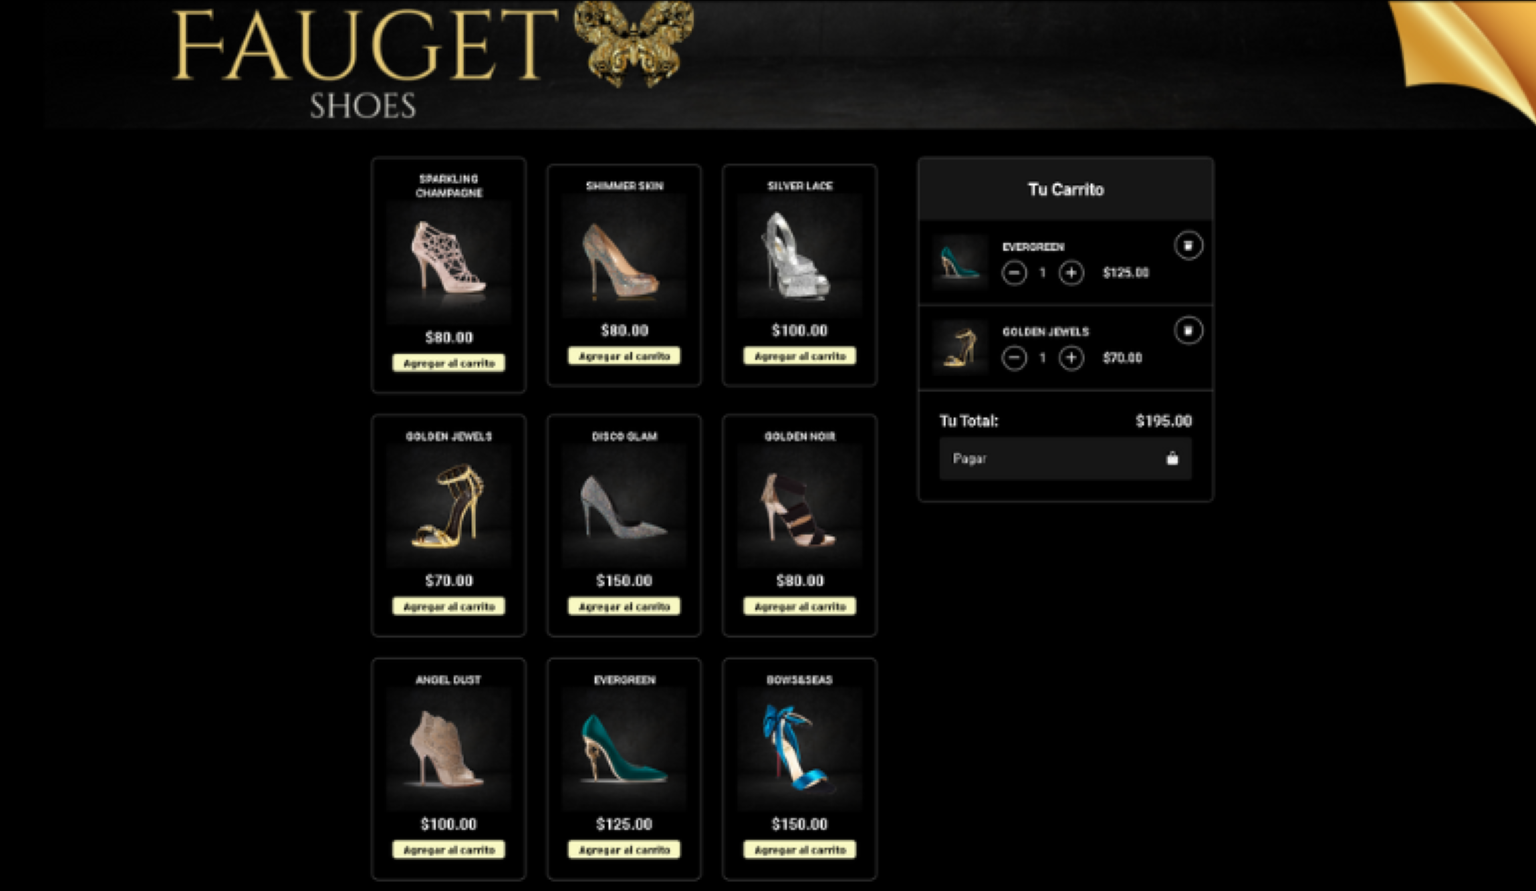 FAUGET
SHOES
SPARKLING
CHAMPAGNE
$80.00
Agregar al carrito
SHIMMER SKIN
$80.00
Agregar al carrito
SILVER LACE
$100.00
Agregar al carrito
GOLDEN JEWELS
$70.00
Agregar al carrito
DISCO GLAM
$150.00
Agregar al carrito
GOLDEN NOIR
$80.00
Agregar al carrito
ANGEL DUST
$100.00
Agregar al carrito
EVERGREEN
$125.00
Agregar al carrito
BOWS&SEAS
$150.00
Agregar al carrito
Tu Carrito
EVERGREEN
1 $125.00
GOLDEN JEWELS
1 $70.00
Tu Total: $195.00
Pagar